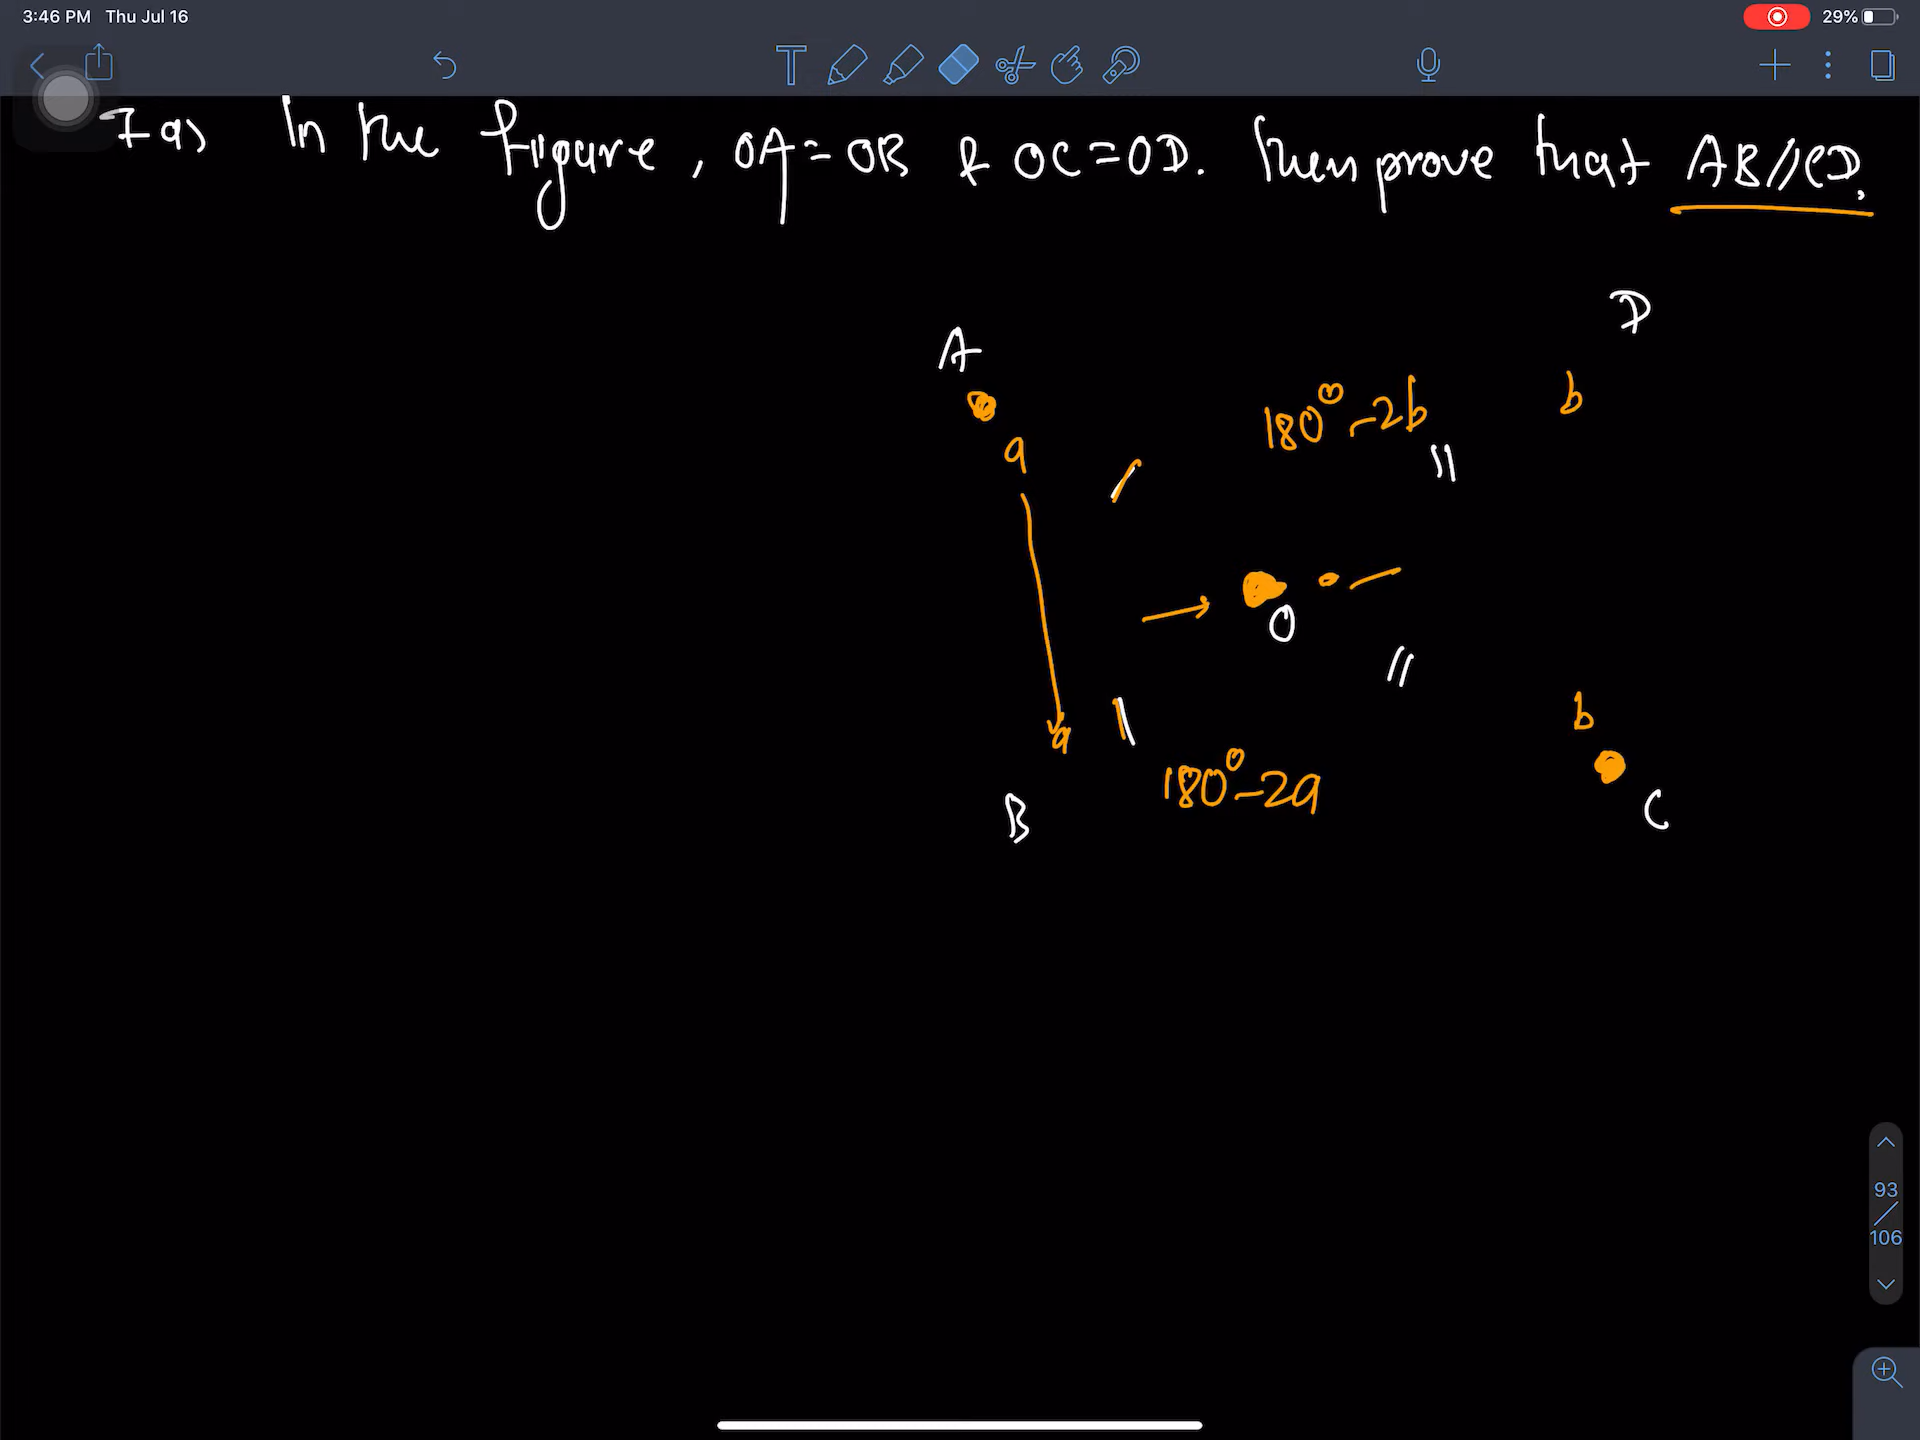 3:46 PM Thu Jul 16
29%
7 a) In the figure, OA=OB & OC=OD. Then prove that AB//CD.
D
A
180°-2b
b
a
O
b
a
180°-2a
B
C
93
106